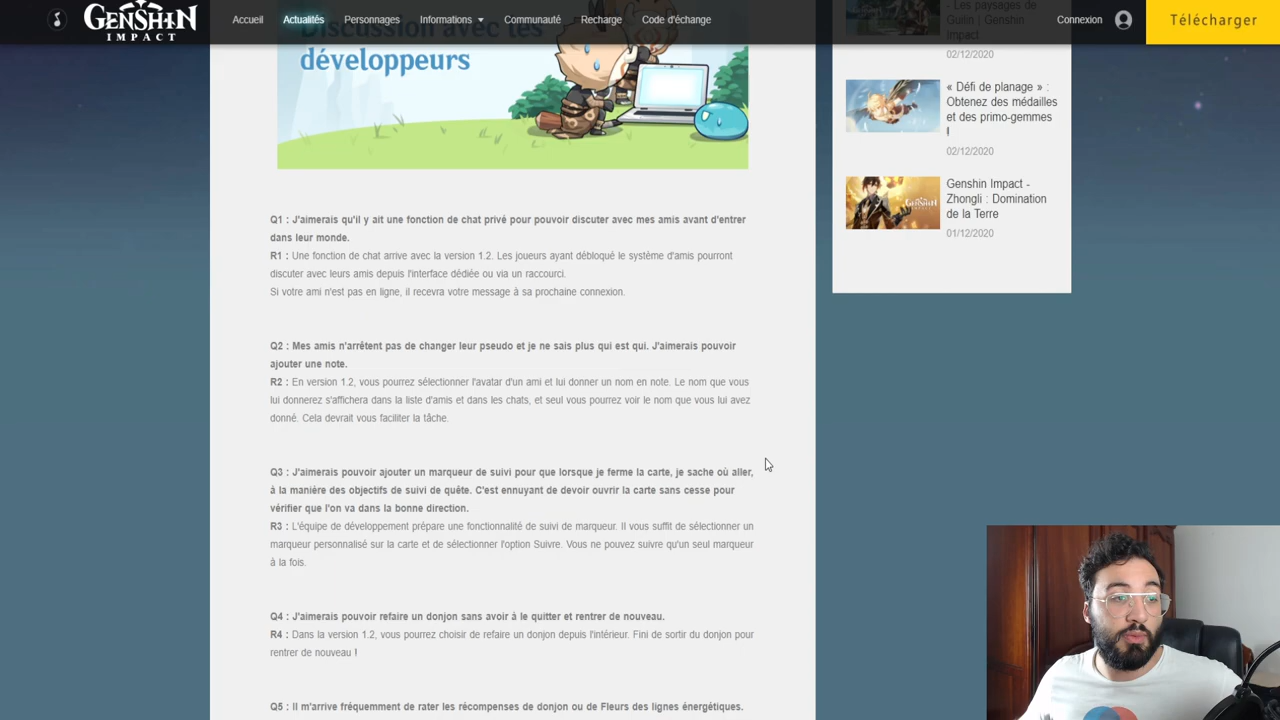 GENSHIN
IMPACT
Accueil
Actualités
Personnages
Informations
Communauté
Recharge
Code d'échange
Connexion
Télécharger
Discussion avec les
développeurs
- Les paysages de
Guilin | Genshin
Impact
02/12/2020
« Défi de planage » :
Obtenez des médailles
et des primo-gemmes
!
02/12/2020
Genshin Impact -
Zhongli : Domination
de la Terre
01/12/2020
Q1 : J'aimerais qu'il y ait une fonction de chat privé pour pouvoir discuter avec mes amis avant d'entrer
dans leur monde.
R1 : Une fonction de chat arrive avec la version 1.2. Les joueurs ayant débloqué le système d'amis pourront
discuter avec leurs amis depuis l'interface dédiée ou via un raccourci.
Si votre ami n'est pas en ligne, il recevra votre message à sa prochaine connexion.
Q2 : Mes amis n'arrêtent pas de changer leur pseudo et je ne sais plus qui est qui. J'aimerais pouvoir
ajouter une note.
R2 : En version 1.2, vous pourrez sélectionner l'avatar d'un ami et lui donner un nom en note. Le nom que vous
lui donnerez s'affichera dans la liste d'amis et dans les chats, et seul vous pourrez voir le nom que vous lui avez
donné. Cela devrait vous faciliter la tâche.
Q3 : J'aimerais pouvoir ajouter un marqueur de suivi pour que lorsque je ferme la carte, je sache où aller,
à la manière des objectifs de suivi de quête. C'est ennuyant de devoir ouvrir la carte sans cesse pour
vérifier que l'on va dans la bonne direction.
R3 : L'équipe de développement prépare une fonctionnalité de suivi de marqueur. Il vous suffit de sélectionner un
marqueur personnalisé sur la carte et de sélectionner l'option Suivre. Vous ne pouvez suivre qu'un seul marqueur
à la fois.
Q4 : J'aimerais pouvoir refaire un donjon sans avoir à le quitter et rentrer de nouveau.
R4 : Dans la version 1.2, vous pourrez choisir de refaire un donjon depuis l'intérieur. Fini de sortir du donjon pour
rentrer de nouveau !
Q5 : Il m'arrive fréquemment de rater les récompenses de donjon ou de Fleurs des lignes énergétiques.